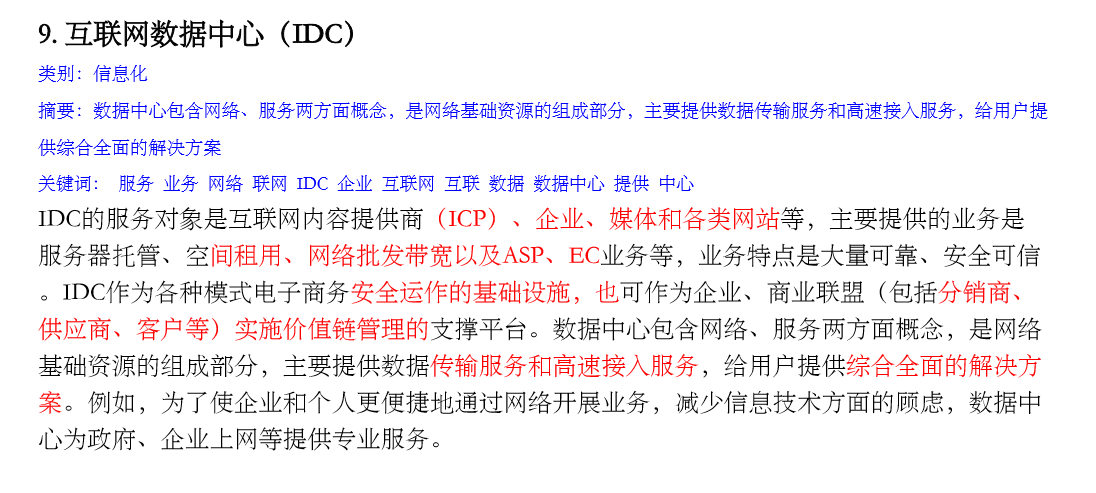 9. 互联网数据中心（IDC）
类别：信息化
摘要：数据中心包含网络、服务两方面概念，是网络基础资源的组成部分，主要提供数据传输服务和高速接入服务，给用户提
供综合全面的解决方案
关键词： 服务 业务 网络 联网 IDC 企业 互联网 互联 数据 数据中心 提供 中心
IDC的服务对象是互联网内容提供商（ICP）、企业、媒体和各类网站等，主要提供的业务是
服务器托管、空间租用、网络批发带宽以及ASP、EC业务等，业务特点是大量可靠、安全可信
。IDC作为各种模式电子商务安全运作的基础设施，也可作为企业、商业联盟（包括分销商、
供应商、客户等）实施价值链管理的支撑平台。数据中心包含网络、服务两方面概念，是网络
基础资源的组成部分，主要提供数据传输服务和高速接入服务，给用户提供综合全面的解决方
案。例如，为了使企业和个人更便捷地通过网络开展业务，减少信息技术方面的顾虑，数据中
心为政府、企业上网等提供专业服务。